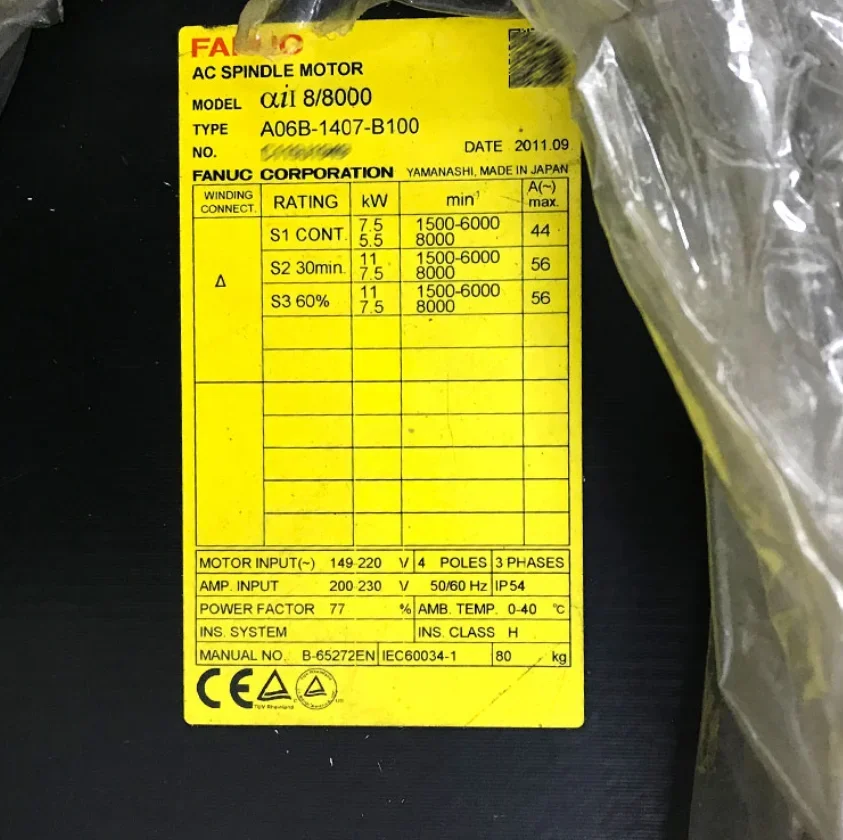 FANUC
AC SPINDLE MOTOR
MODEL αiI 8/8000
TYPE A06B-1407-B100
NO.
DATE 2011.09
FANUC CORPORATION YAMANASHI, MADE IN JAPAN
WINDING CONNECT. RATING kW min⁻¹ A(~) max.
Δ
S1 CONT. 7.5 1500-6000 44
5.5 8000
S2 30min. 11 1500-6000 56
7.5 8000
S3 60% 11 1500-6000 56
7.5 8000
MOTOR INPUT(~) 149-220 V 4 POLES 3 PHASES
AMP. INPUT 200-230 V 50/60 Hz IP54
POWER FACTOR 77 % AMB. TEMP. 0-40 ℃
INS. SYSTEM INS. CLASS H
MANUAL NO. B-65272EN IEC60034-1 80 kg
CE
TÜV Rheinland
C US